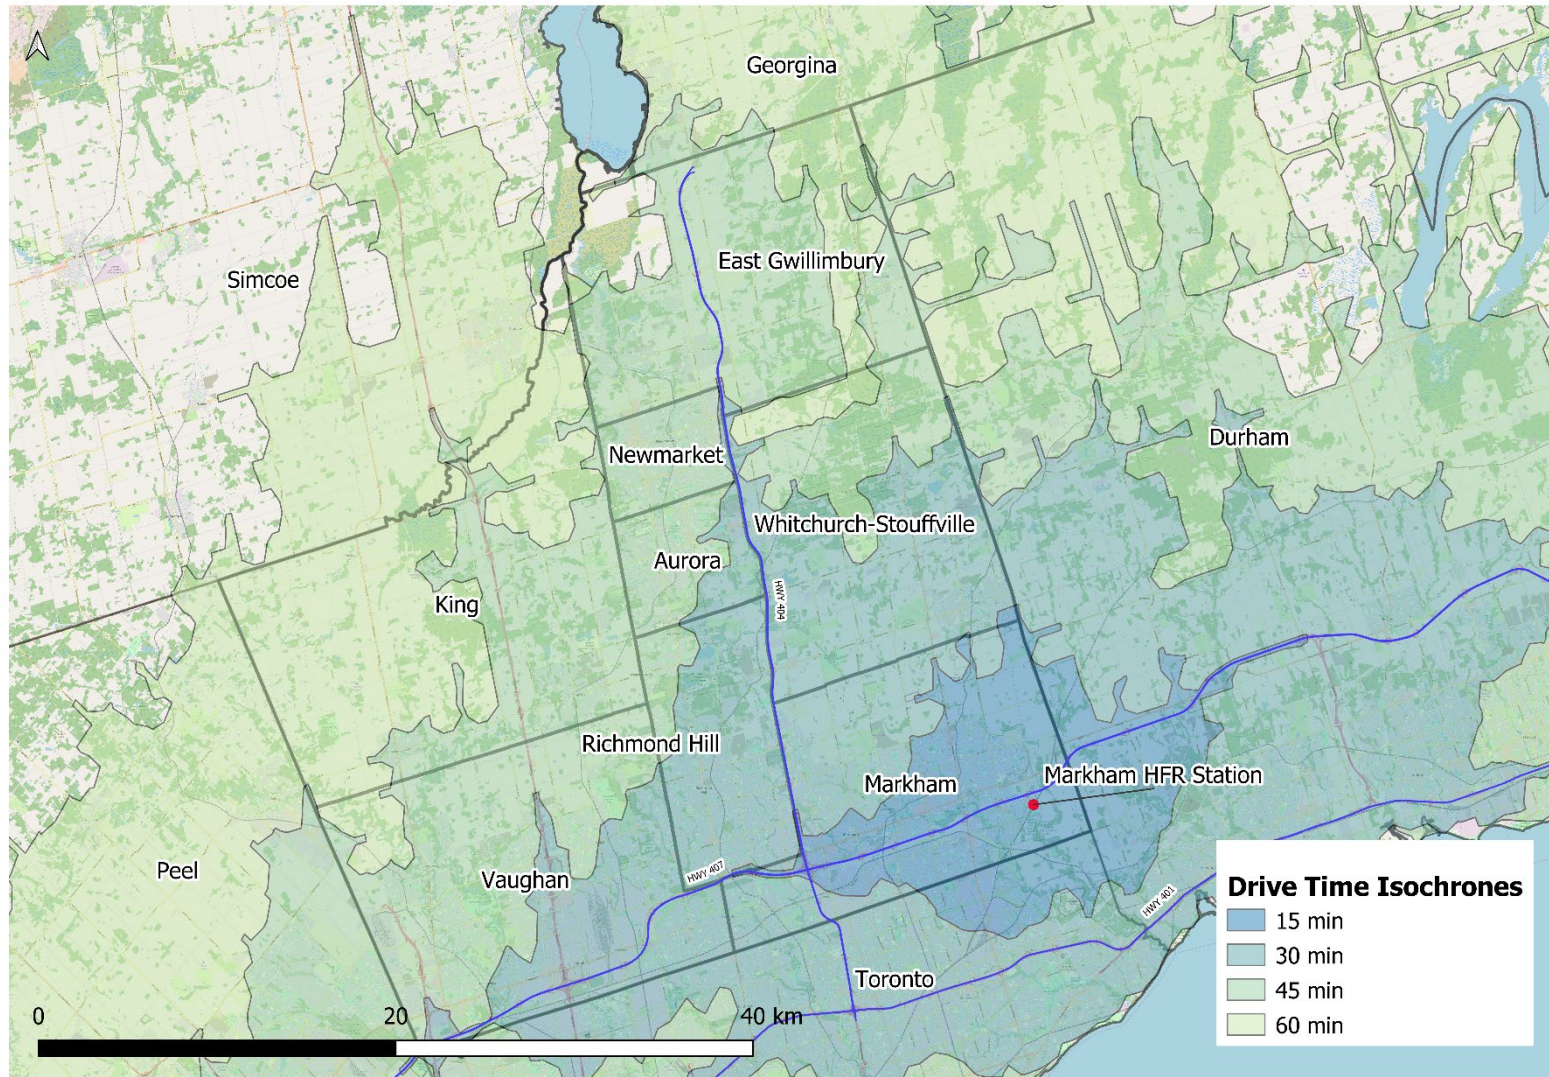 Georgina
East Gwillimbury
Simcoe
Newmarket
Durham
Whitchurch-Stouffville
Aurora
King
HWY 404
Richmond Hill
Markham
Markham HFR Station
Peel
Vaughan
HWY 407
HWY 401
Toronto
0 20 40 km
Drive Time Isochrones
15 min
30 min
45 min
60 min